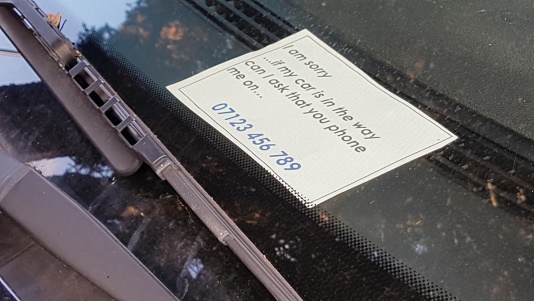 I am sorry
...if my car is in the way
can I ask that you phone
me on...
07123 456 789